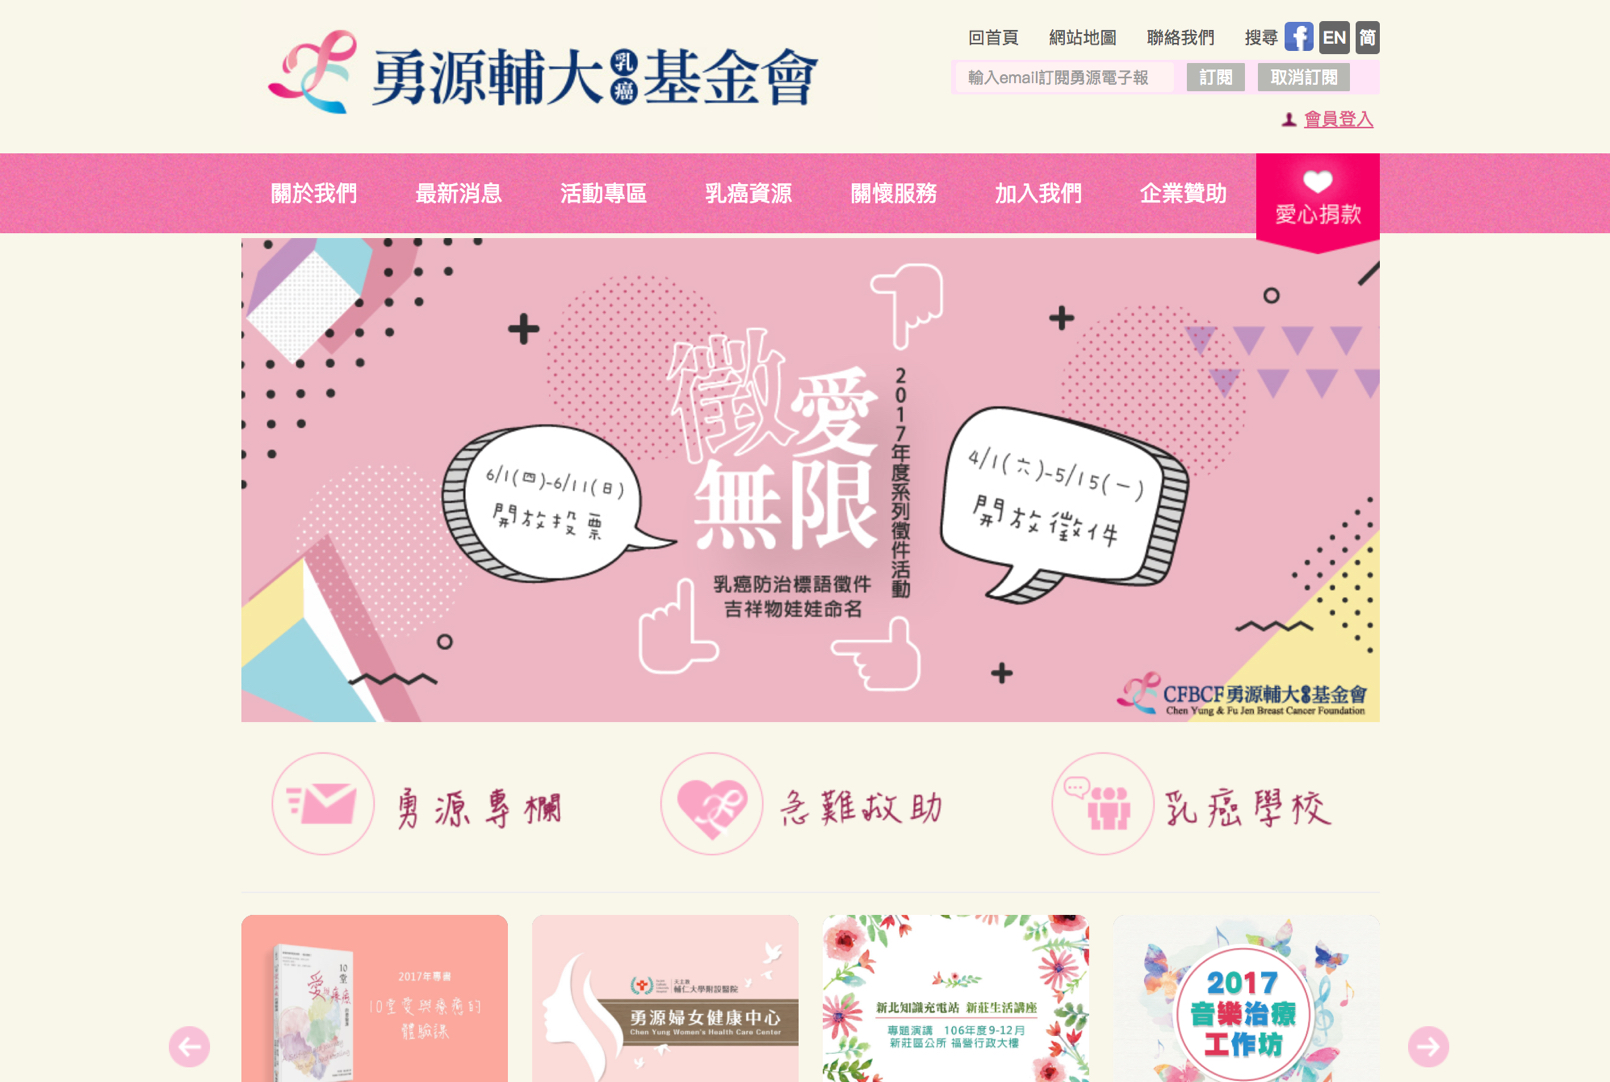 勇源輔大乳癌基金會
回首頁 網站地圖 聯絡我們 搜尋 f EN 简
輸入email訂閱勇源電子報 訂閱 取消訂閱
會員登入
關於我們 最新消息 活動專區 乳癌資源 關懷服務 加入我們 企業贊助
愛心捐款
徵愛
無限
2017年度系列徵件活動
6/1(四)-6/11(日)
開放投票
4/1(六)-5/15(一)
開放徵件
乳癌防治標語徵件
吉祥物娃娃命名
CFBCF勇源輔大乳癌基金會
Chen Yung & Fu Jen Breast Cancer Foundation
勇源專欄
急難救助
乳癌學校
10堂
愛與療癒
2017年專書
10堂愛與療癒的
體驗課
天主教
輔仁大學附設醫院
勇源婦女健康中心
Chen Yung Women's Health Care Center
新北知識充電站 新莊生活講座
專題演講 106年度9-12月
新莊區公所 福營行政大樓
2017
音樂治療
工作坊